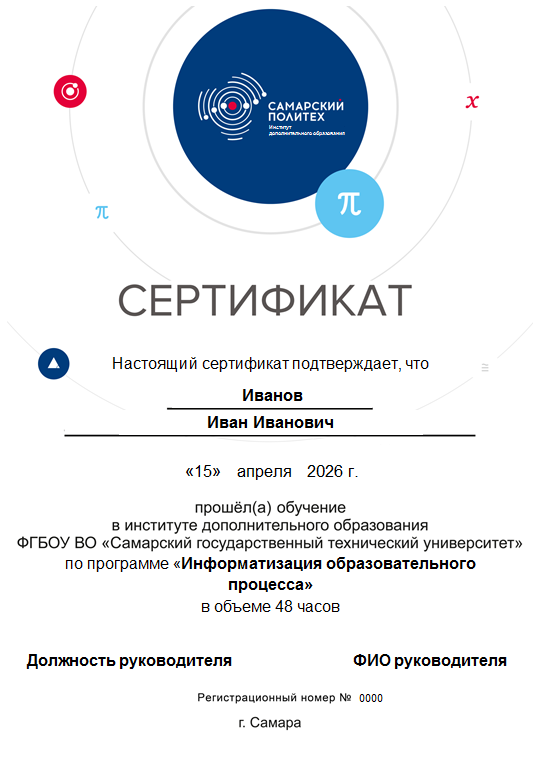 САМАРСКИЙ
ПОЛИТЕХ
Институт
дополнительного образования
x
π
π
СЕРТИФИКАТ
Настоящий сертификат подтверждает, что
Иванов
Иван Иванович
«15» апреля 2026 г.
прошёл(а) обучение
в институте дополнительного образования
ФГБОУ ВО «Самарский государственный технический университет»
по программе «Информатизация образовательного
процесса»
в объеме 48 часов
Должность руководителя ФИО руководителя
Регистрационный номер № 0000
г. Самара